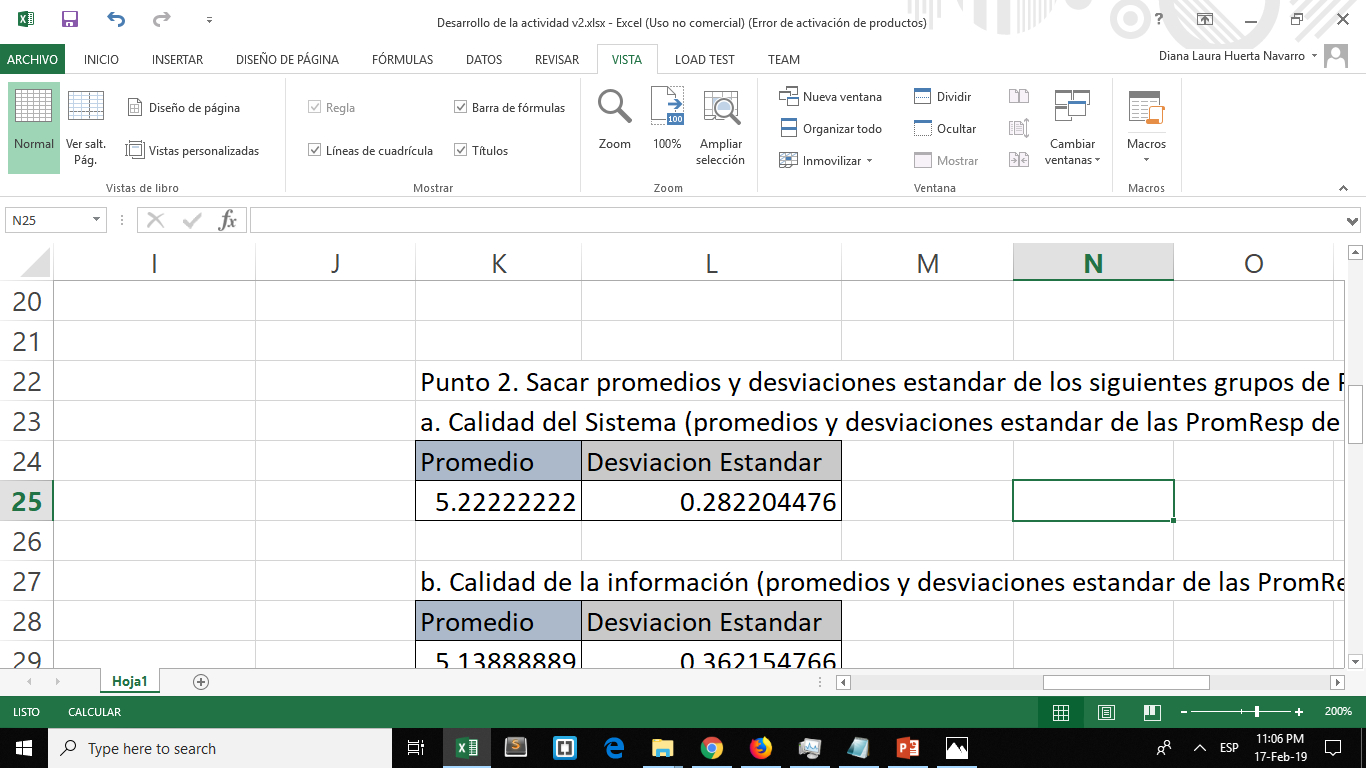 Desarrollo de la actividad v2.xlsx - Excel (Uso no comercial) (Error de activación de productos)
?
ARCHIVO INICIO INSERTAR DISEÑO DE PÁGINA FÓRMULAS DATOS REVISAR VISTA LOAD TEST TEAM Diana Laura Huerta Navarro
Normal
Ver salt. Pág.
Diseño de página
Vistas personalizadas
Vistas de libro
Regla
Barra de fórmulas
Líneas de cuadrícula
Títulos
Mostrar
Zoom
100
100%
Ampliar selección
Zoom
Nueva ventana
Organizar todo
Inmovilizar
Dividir
Ocultar
Mostrar
Cambiar ventanas
Ventana
Macros
Macros
N25
fx
I J K L M N O
20
21
22 Punto 2. Sacar promedios y desviaciones estandar de los siguientes grupos de
23 a. Calidad del Sistema (promedios y desviaciones estandar de las PromResp de
24 Promedio Desviacion Estandar
25 5.22222222 0.282204476
26
27 b. Calidad de la información (promedios y desviaciones estandar de las PromRe
28 Promedio Desviacion Estandar
29 5.13888889 0.362154766
Hoja1
LISTO CALCULAR 200%
Type here to search
ESP
11:06 PM
17-Feb-19